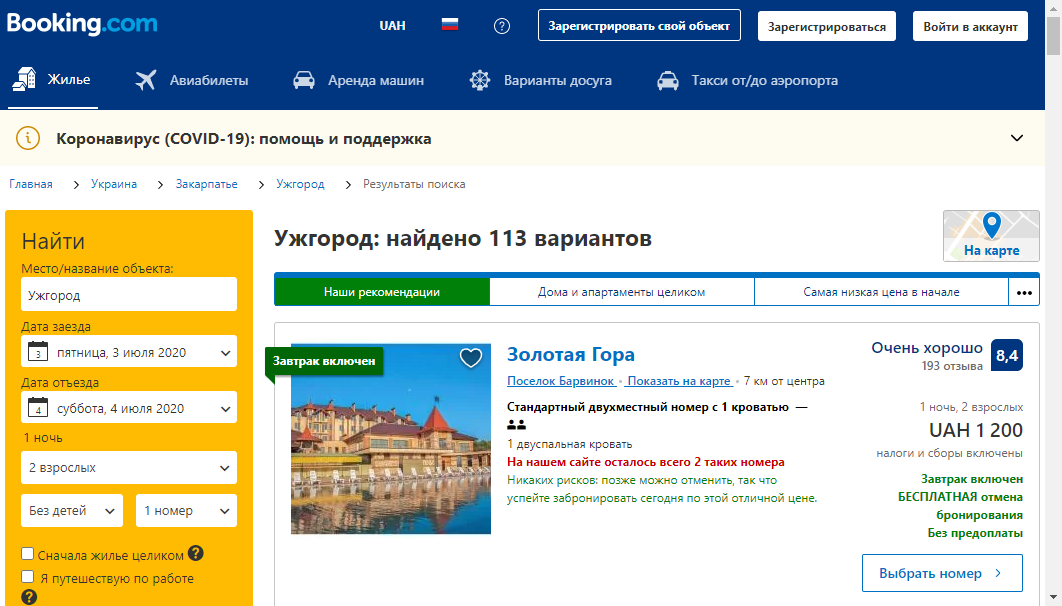 Booking.com
UAH
?
Зарегистрировать свой объект
Зарегистрироваться
Войти в аккаунт
Жилье
Авиабилеты
Аренда машин
Варианты досуга
Такси от/до аэропорта
Коронавирус (COVID-19): помощь и поддержка
Главная > Украина > Закарпатье > Ужгород > Результаты поиска
Найти
Место/название объекта:
Ужгород
Дата заезда
3 пятница, 3 июля 2020
Дата отъезда
4 суббота, 4 июля 2020
1 ночь
2 взрослых
Без детей
1 номер
Сначала жилье целиком ?
Я путешествую по работе
?
Ужгород: найдено 113 вариантов
На карте
Наши рекомендации
Дома и апартаменты целиком
Самая низкая цена в начале
•••
Завтрак включен
Золотая Гора
Поселок Барвинок • Показать на карте • 7 км от центра
Стандартный двухместный номер с 1 кроватью —
1 двуспальная кровать
На нашем сайте осталось всего 2 таких номера
Никаких рисков: позже можно отменить, так что
успейте забронировать сегодня по этой отличной цене.
Очень хорошо
193 отзыва
8,4
1 ночь, 2 взрослых
UAH 1 200
налоги и сборы включены
Завтрак включен
БЕСПЛАТНАЯ отмена
бронирования
Без предоплаты
Выбрать номер >